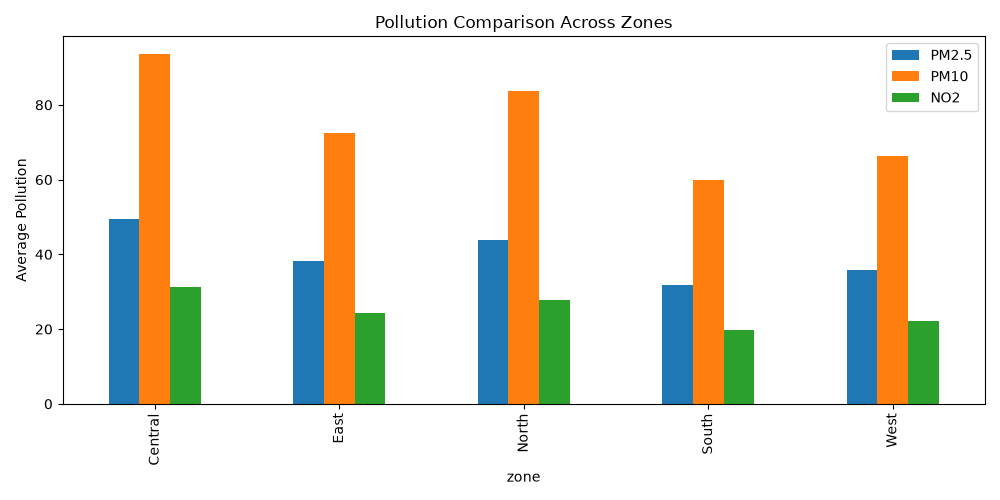 Pollution Comparison Across Zones
PM2.5
PM10
NO2
Average Pollution
80
60
40
20
0
Central
East
North
South
West
zone